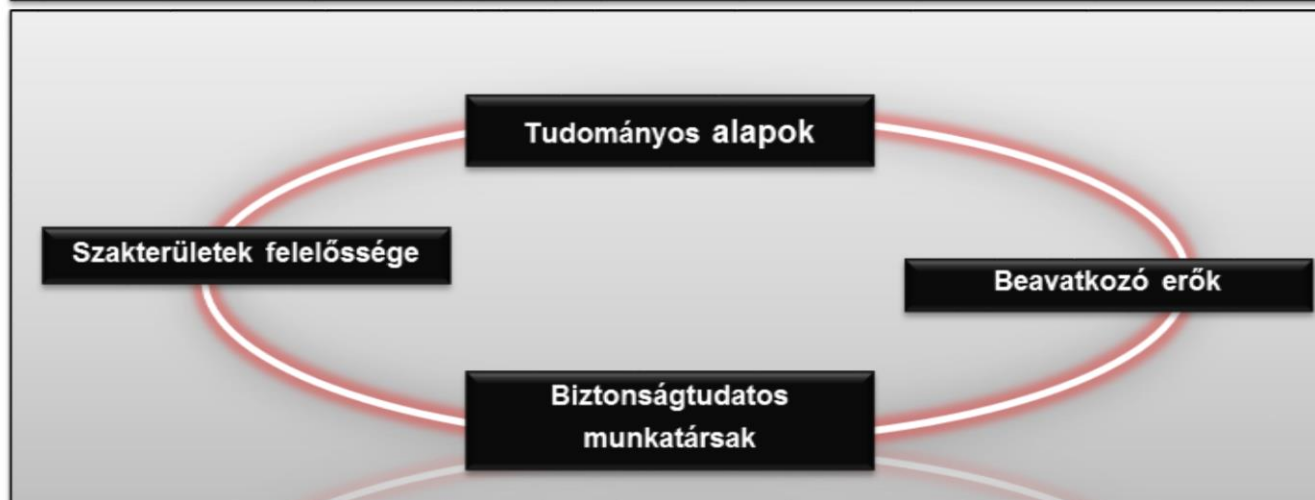 Tudományos alapok
Szakterületek felelőssége
Beavatkozó erők
Biztonságtudatos
munkatársak